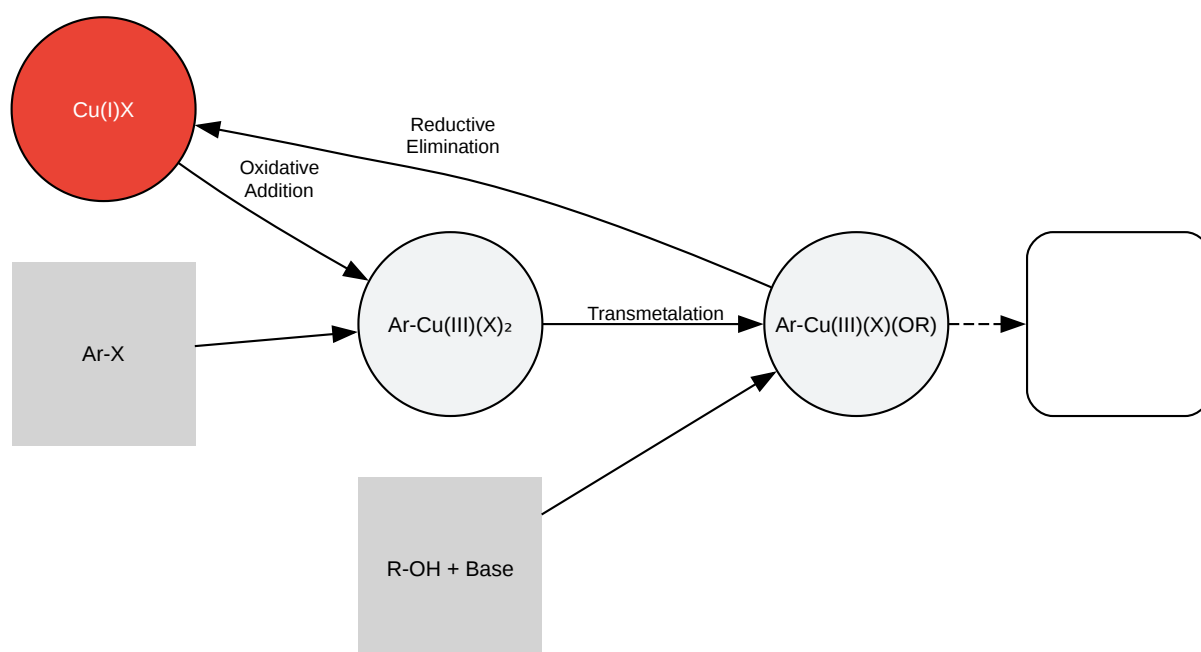 Cu(I)X
Reductive
Elimination
Oxidative
Addition
Ar-X
Ar-Cu(III)(X)₂
Transmetalation
Ar-Cu(III)(X)(OR)
R-OH + Base